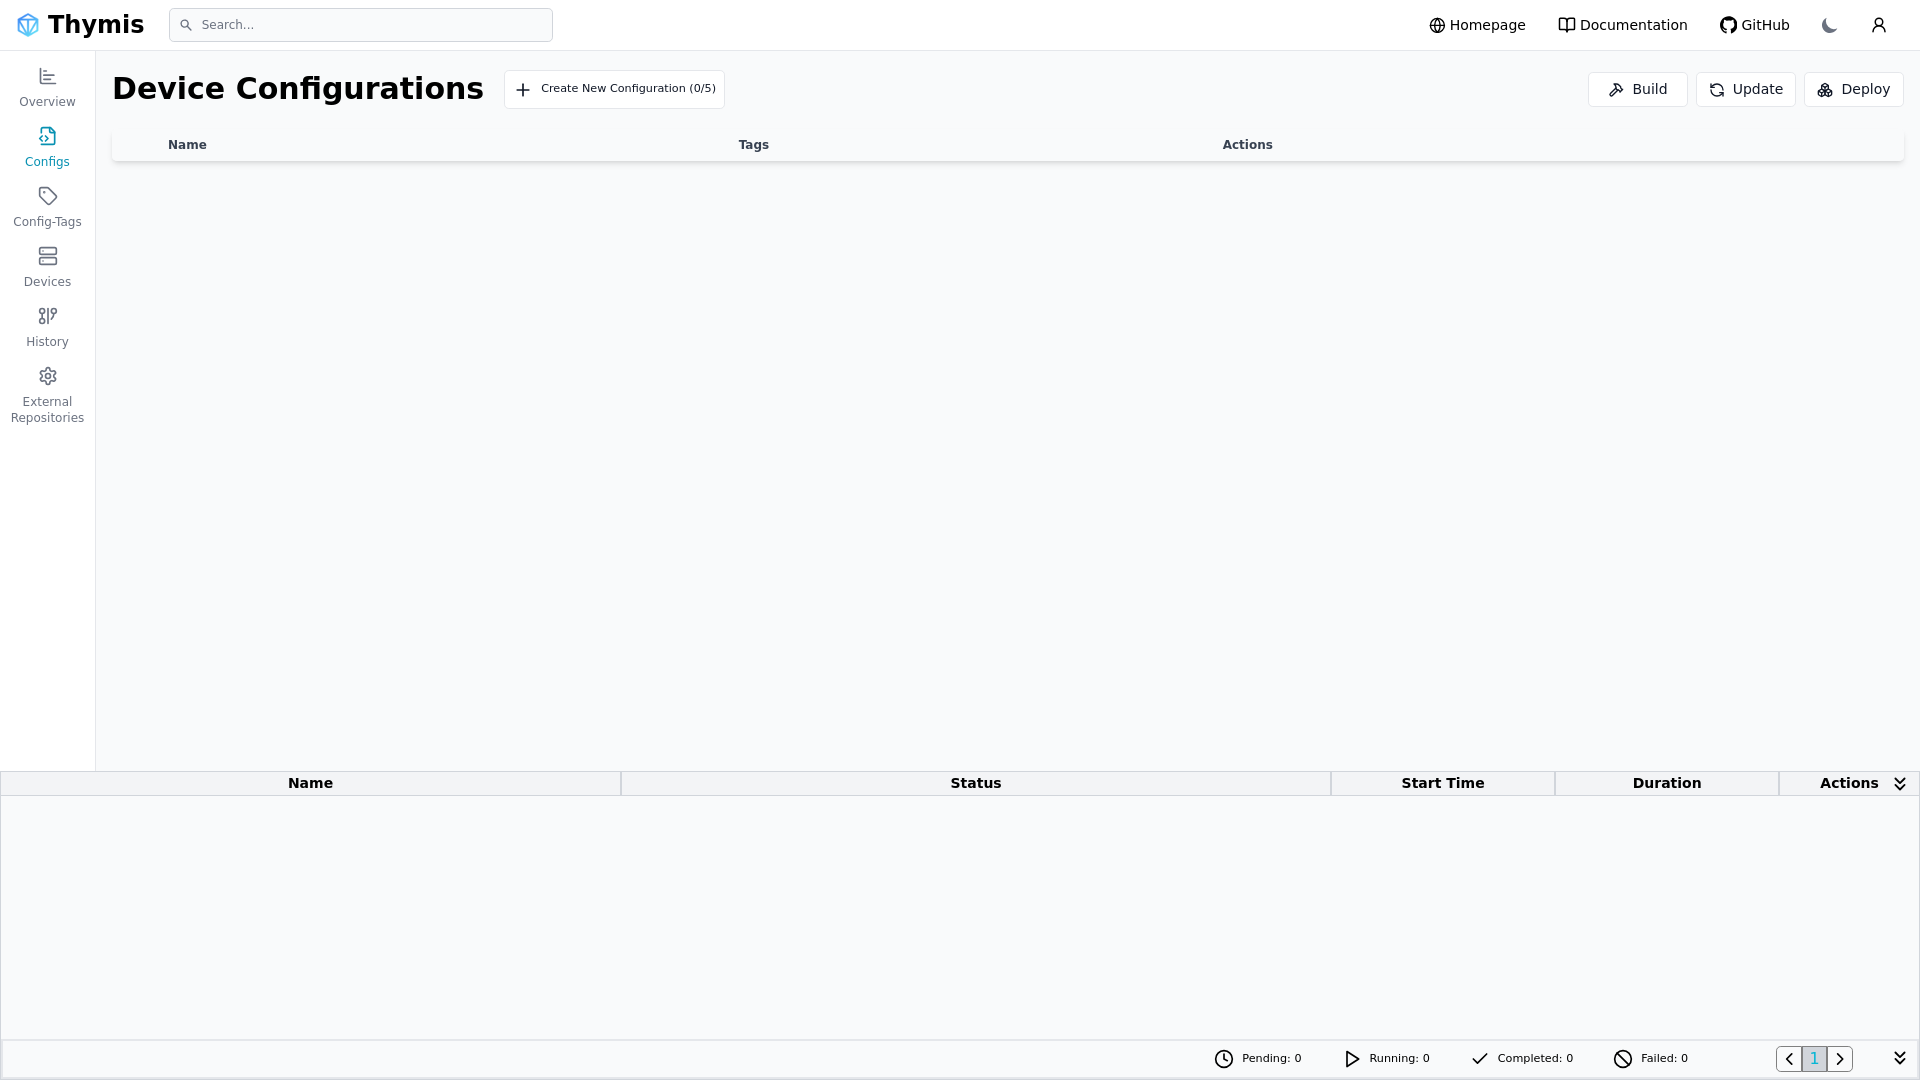 Thymis
Search...
Homepage
Documentation
GitHub
Overview
Configs
Config-Tags
Devices
History
External
Repositories
Device Configurations
Create New Configuration (0/5)
Build
Update
Deploy
Name
Tags
Actions
Name
Status
Start Time
Duration
Actions
Pending: 0
Running: 0
Completed: 0
Failed: 0
1